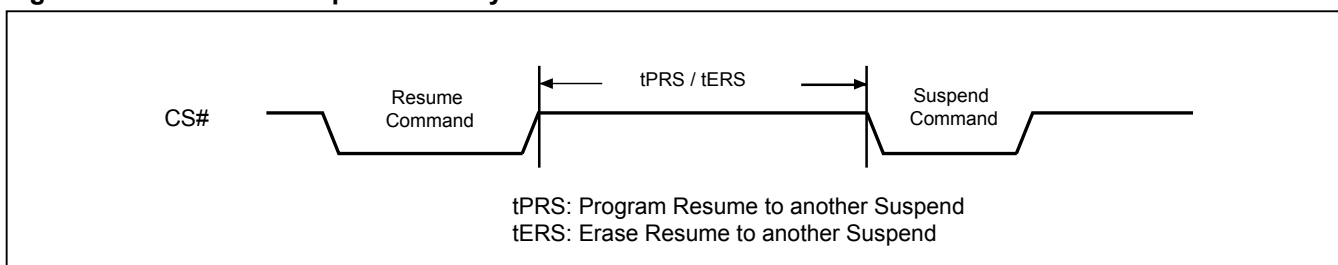 tPRS / tERS
Resume
Command
Suspend
Command
CS#
tPRS: Program Resume to another Suspend
tERS: Erase Resume to another Suspend